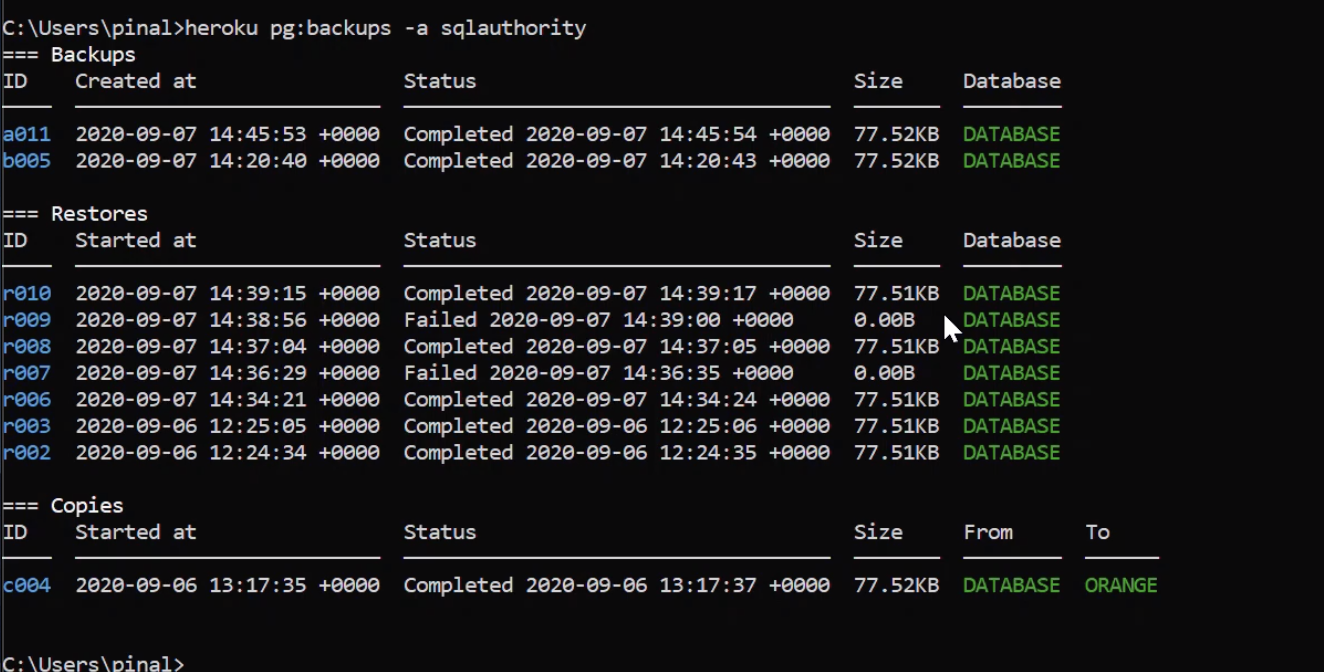 C:\Users\pinal>heroku pg:backups -a sqlauthority
=== Backups
ID Created at Status Size Database
a011 2020-09-07 14:45:53 +0000 Completed 2020-09-07 14:45:54 +0000 77.52KB DATABASE
b005 2020-09-07 14:20:40 +0000 Completed 2020-09-07 14:20:43 +0000 77.52KB DATABASE
=== Restores
ID Started at Status Size Database
r010 2020-09-07 14:39:15 +0000 Completed 2020-09-07 14:39:17 +0000 77.51KB DATABASE
r009 2020-09-07 14:38:56 +0000 Failed 2020-09-07 14:39:00 +0000 0.00B DATABASE
r008 2020-09-07 14:37:04 +0000 Completed 2020-09-07 14:37:05 +0000 77.51KB DATABASE
r007 2020-09-07 14:36:29 +0000 Failed 2020-09-07 14:36:35 +0000 0.00B DATABASE
r006 2020-09-07 14:34:21 +0000 Completed 2020-09-07 14:34:24 +0000 77.51KB DATABASE
r003 2020-09-06 12:25:05 +0000 Completed 2020-09-06 12:25:06 +0000 77.51KB DATABASE
r002 2020-09-06 12:24:34 +0000 Completed 2020-09-06 12:24:35 +0000 77.51KB DATABASE
=== Copies
ID Started at Status Size From To
c004 2020-09-06 13:17:35 +0000 Completed 2020-09-06 13:17:37 +0000 77.52KB DATABASE ORANGE
C:\Users\pinal>